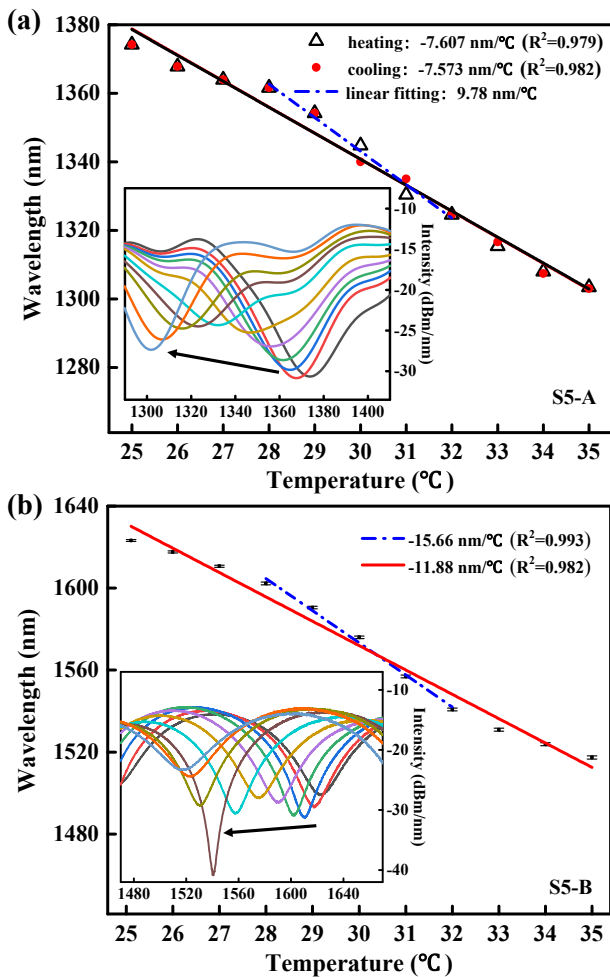 (a)
1380
1360
1340
1320
1300
1280
Wavelength (nm)
heating: -7.607 nm/℃ (R²=0.979)
cooling: -7.573 nm/℃ (R²=0.982)
linear fitting: 9.78 nm/℃
-10
-15
-20
-25
-30
Intensity (dBm/nm)
1300 1320 1340 1360 1380 1400
S5-A
25 26 27 28 29 30 31 32 33 34 35
Temperature (℃)
(b)
1640
1600
1560
1520
1480
Wavelength (nm)
-15.66 nm/℃ (R²=0.993)
-11.88 nm/℃ (R²=0.982)
-10
-20
-30
-40
Intensity (dBm/nm)
1480 1520 1560 1600 1640
S5-B
25 26 27 28 29 30 31 32 33 34 35
Temperature (℃)